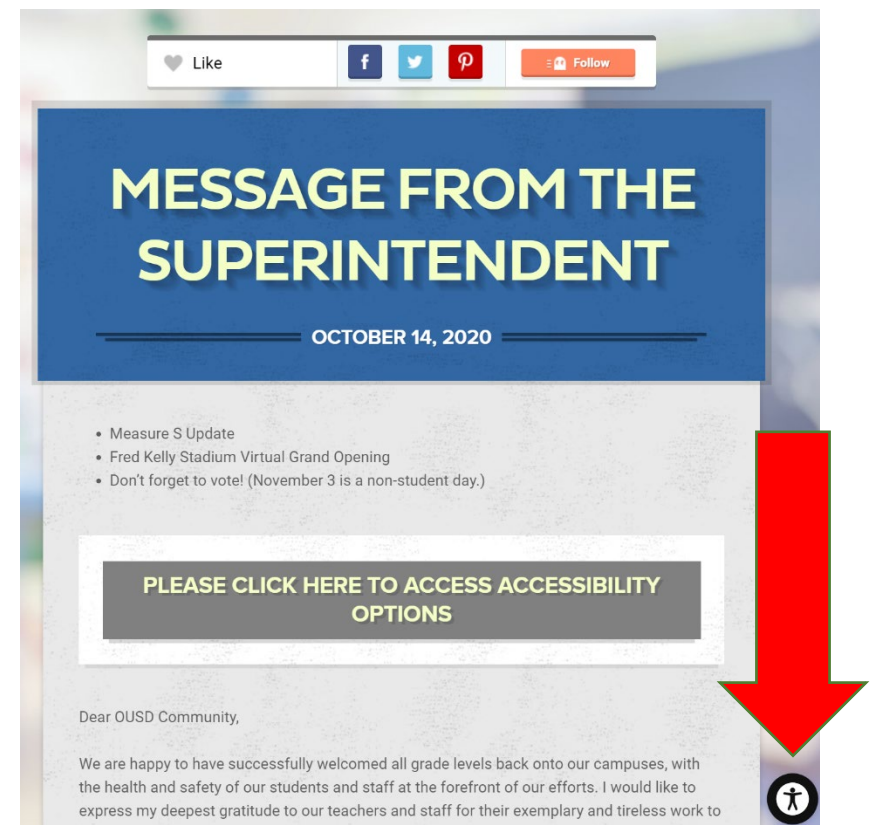 Like
f
Follow
MESSAGE FROM THE
SUPERINTENDENT
OCTOBER 14, 2020
• Measure S Update
• Fred Kelly Stadium Virtual Grand Opening
• Don't forget to vote! (November 3 is a non-student day.)
PLEASE CLICK HERE TO ACCESS ACCESSIBILITY
OPTIONS
Dear OUSD Community,
We are happy to have successfully welcomed all grade levels back onto our campuses, with
the health and safety of our students and staff at the forefront of our efforts. I would like to
express my deepest gratitude to our teachers and staff for their exemplary and tireless work to